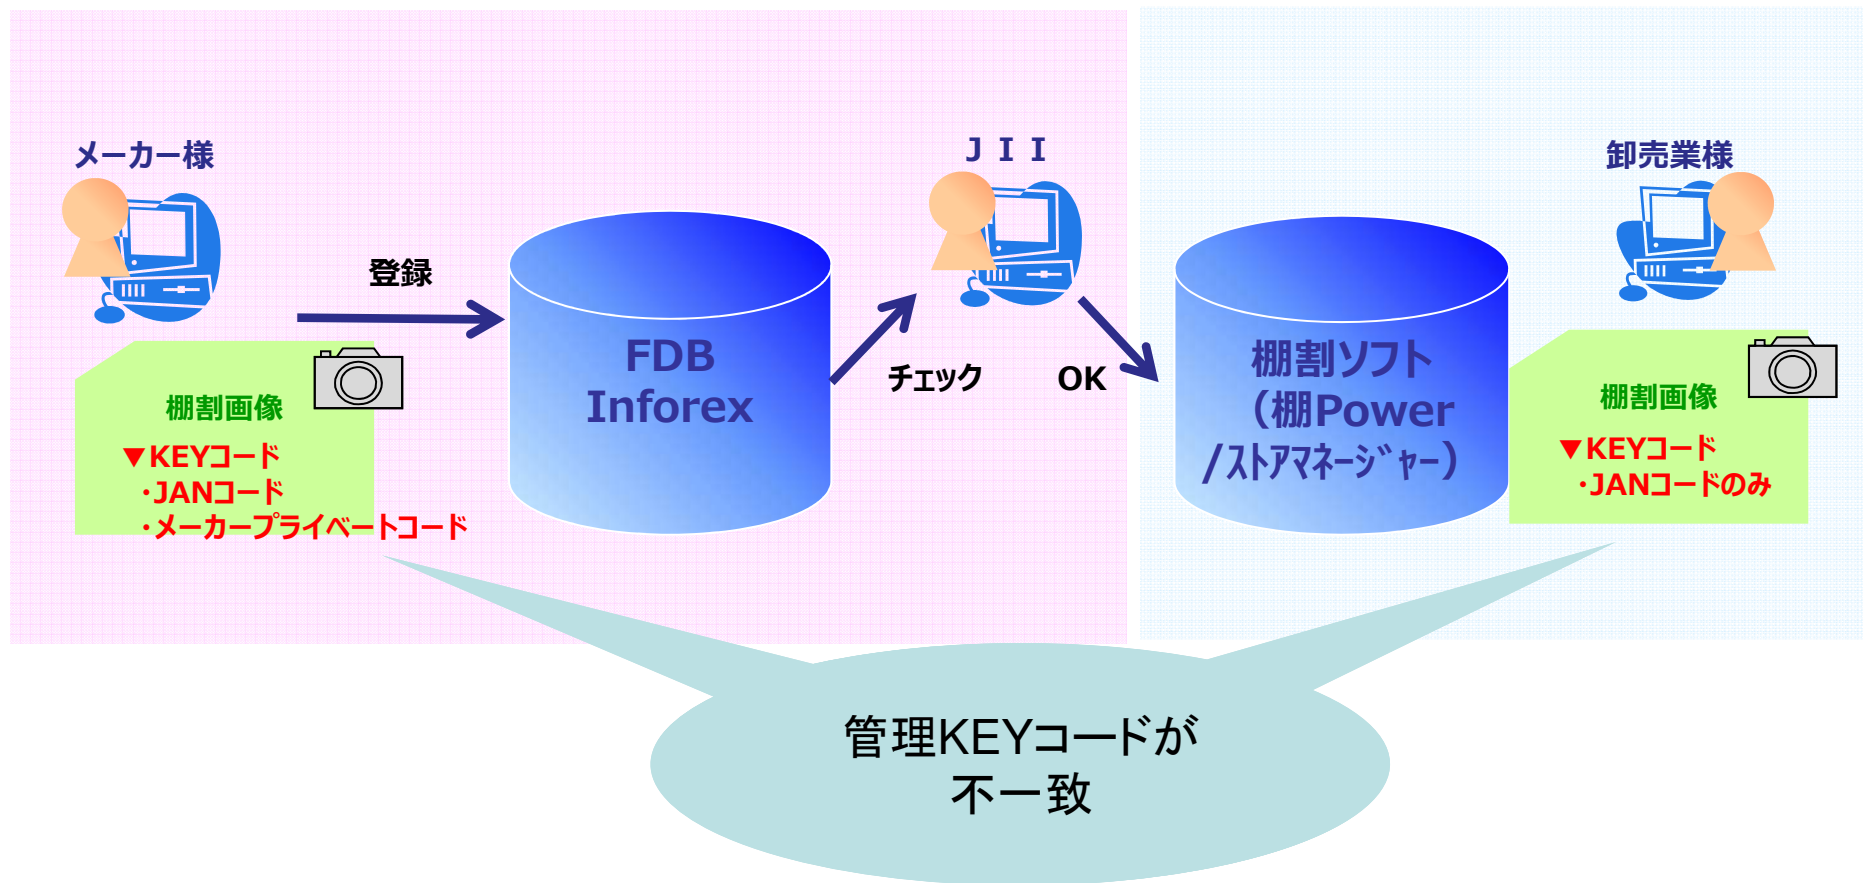 メーカー様
登録
棚割画像
▼KEYコード
・JANコード
・メーカープライベートコード
FDB
Inforex
ＪＩＩ
チェック
OK
棚割ソフト
（棚Power
/ｽﾄｱﾏﾈｰｼﾞｬｰ）
卸売業様
棚割画像
▼KEYコード
・JANコードのみ
管理KEYコードが
不一致